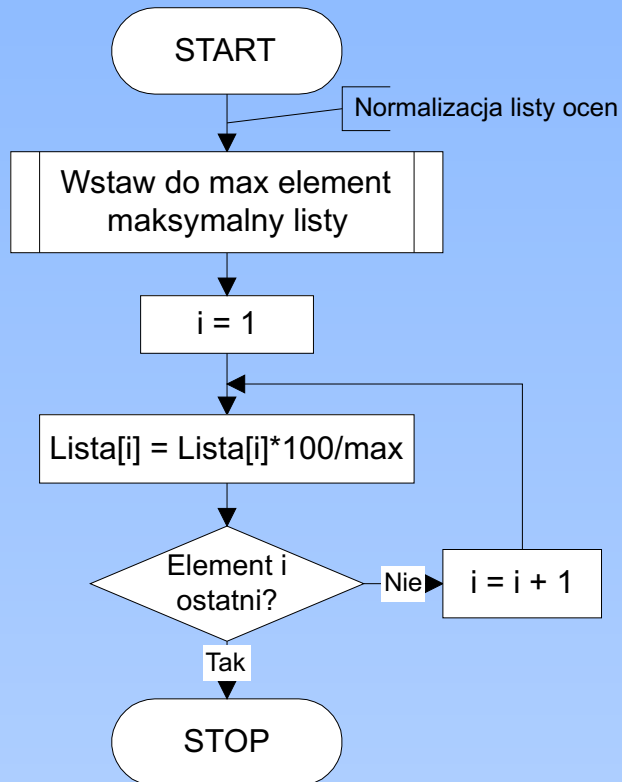 START
Normalizacja listy ocen
Wstaw do max element
maksymalny listy
i = 1
Lista[i] = Lista[i]*100/max
Element i
ostatni?
Nie
i = i + 1
Tak
STOP